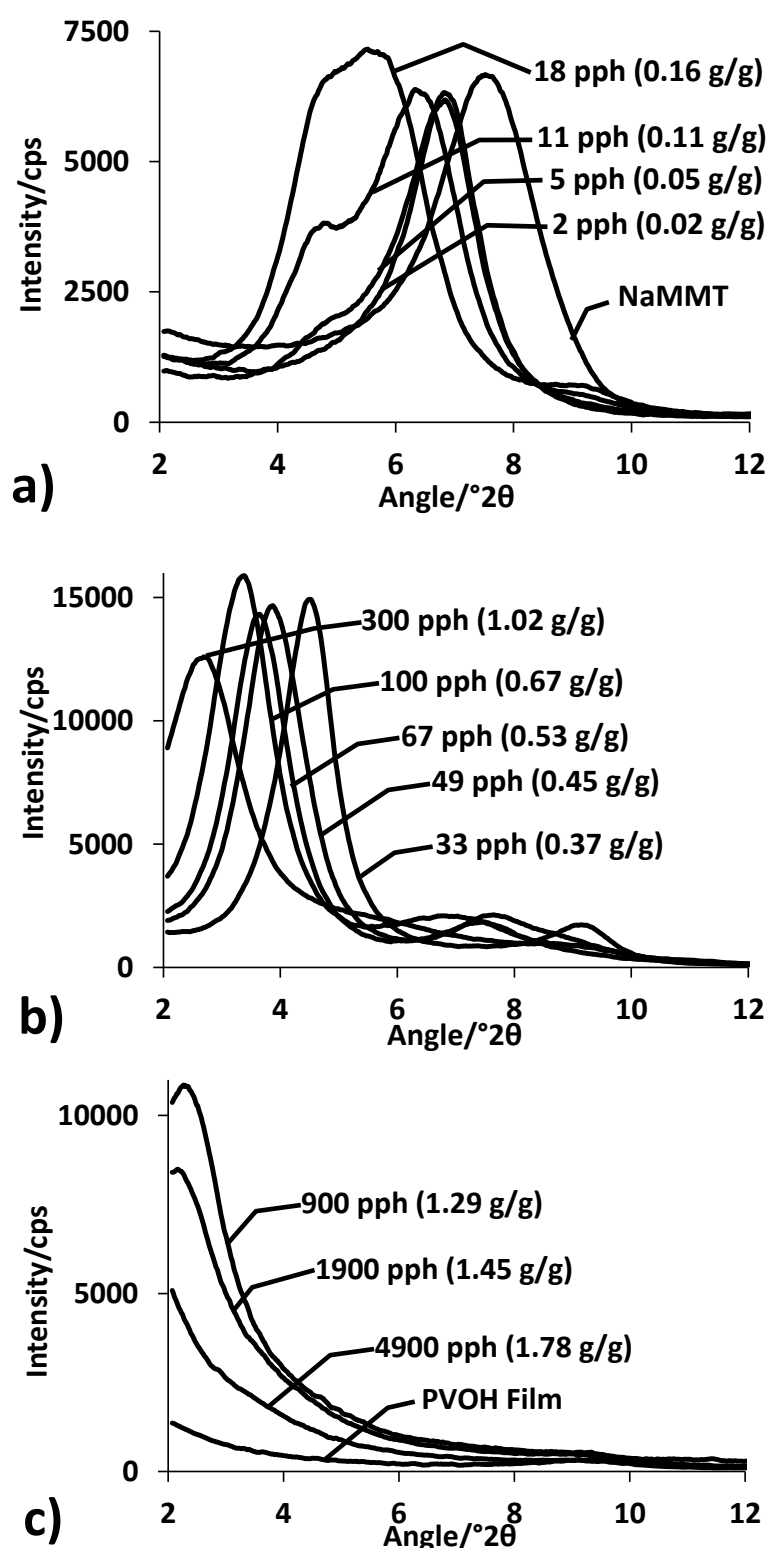 7500
18 pph (0.16 g/g)
11 pph (0.11 g/g)
5000
5 pph (0.05 g/g)
2 pph (0.02 g/g)
Intensity/cps
NaMMT
2500
0
2 4 6 8 10 12
Angle/°2θ
a)
15000
300 pph (1.02 g/g)
100 pph (0.67 g/g)
10000
67 pph (0.53 g/g)
49 pph (0.45 g/g)
Intensity/cps
5000
33 pph (0.37 g/g)
0
2 4 6 8 10 12
Angle/°2θ
b)
10000
900 pph (1.29 g/g)
1900 pph (1.45 g/g)
Intensity/cps
5000
4900 pph (1.78 g/g)
PVOH Film
0
2 4 6 8 10 12
Angle/°2θ
c)